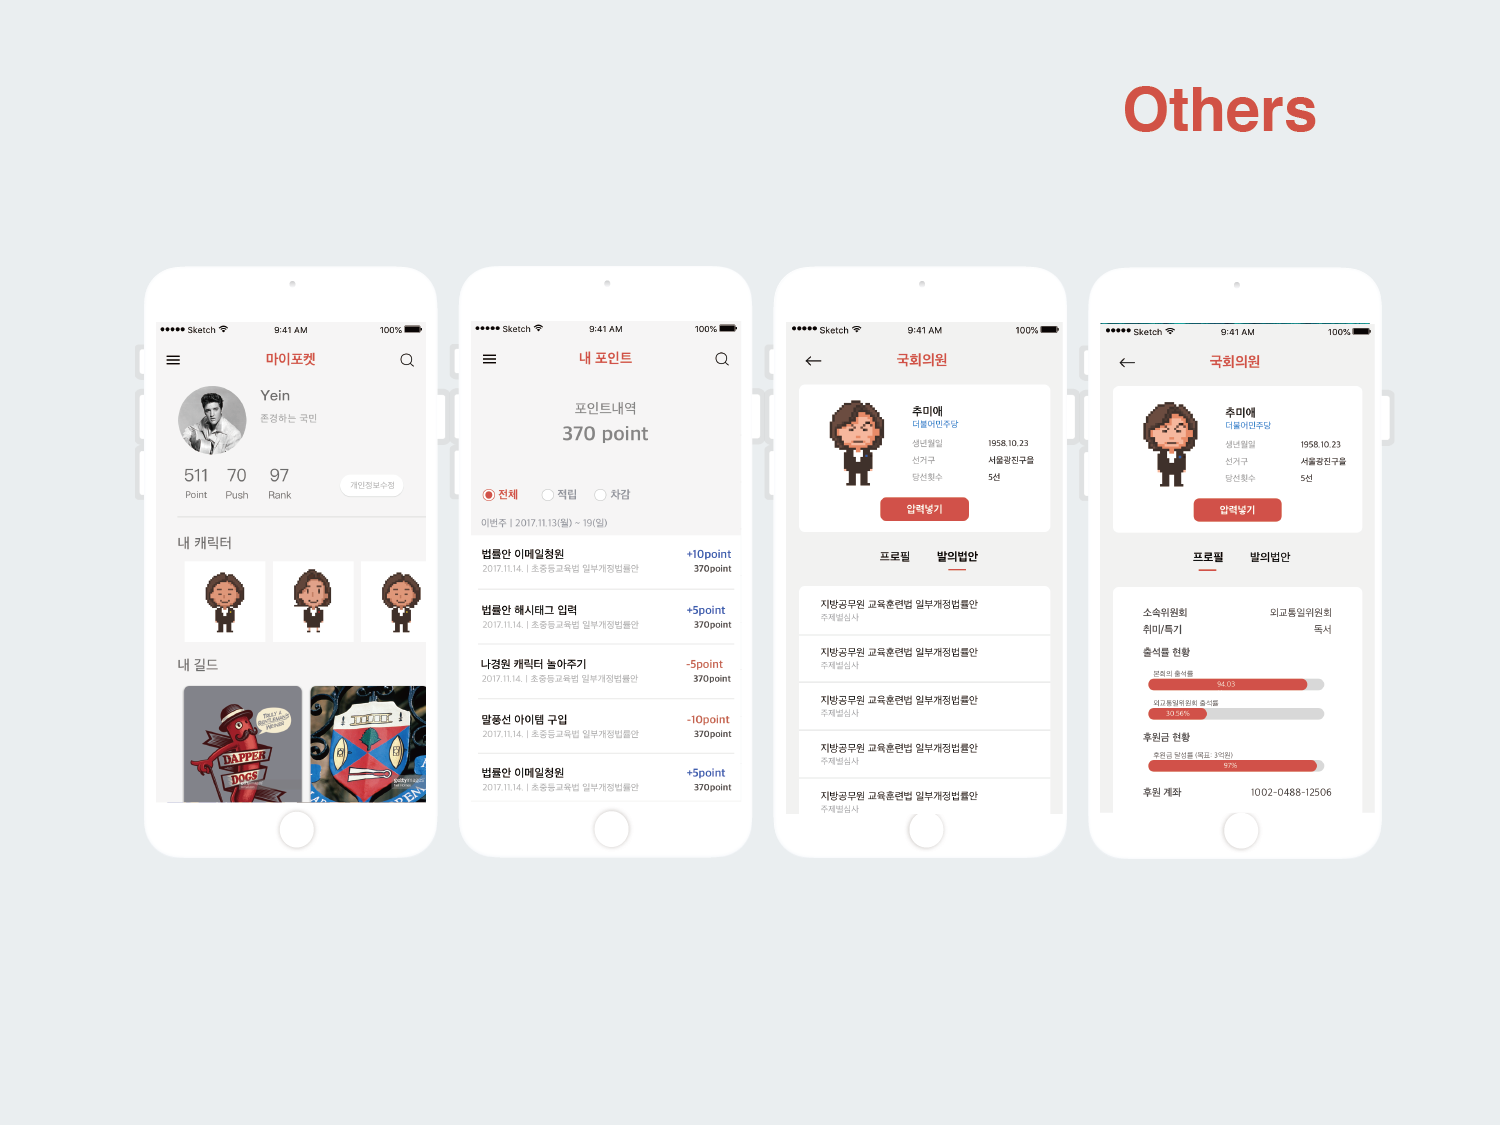 Others
Sketch 9:41 AM 100%
마이포켓
Yein
존경하는 국민
511 70 97
Point Push Rank
개인정보수정
내 캐릭터
내 길드
TRULY A GENTLEMAN'S WEINER
DAPPER
DOGS
gettyimages
Sketch 9:41 AM 100%
내 포인트
포인트내역
370 point
전체 적립 차감
이번주 | 2017.11.13(월) ~ 19(일)
법률안 이메일청원 +10point
2017.11.14. | 초중등교육법 일부개정법률안 370point
법률안 해시태그 입력 +5point
2017.11.14. | 초중등교육법 일부개정법률안 370point
나경원 캐릭터 놀아주기 -5point
2017.11.14. | 초중등교육법 일부개정법률안 370point
말풍선 아이템 구입 -10point
2017.11.14. | 초중등교육법 일부개정법률안 370point
법률안 이메일청원 +5point
2017.11.14. | 초중등교육법 일부개정법률안 370point
Sketch 9:41 AM 100%
국회의원
추미애
더불어민주당
생년월일 1958.10.23
선거구 서울광진구을
당선횟수 5선
압력넣기
프로필 발의법안
지방공무원 교육훈련법 일부개정법률안
주제별심사
지방공무원 교육훈련법 일부개정법률안
주제별심사
지방공무원 교육훈련법 일부개정법률안
주제별심사
지방공무원 교육훈련법 일부개정법률안
주제별심사
지방공무원 교육훈련법 일부개정법률안
주제별심사
Sketch 9:41 AM 100%
국회의원
추미애
더불어민주당
생년월일 1958.10.23
선거구 서울광진구을
당선횟수 5선
압력넣기
프로필 발의법안
소속위원회 외교통일위원회
취미/특기 독서
출석률 현황
본회의 출석률
94.03
외교통일위원회 출석률
30.56%
후원금 현황
후원금 달성률 (목표: 3억원)
97%
후원 계좌 1002-0488-12506